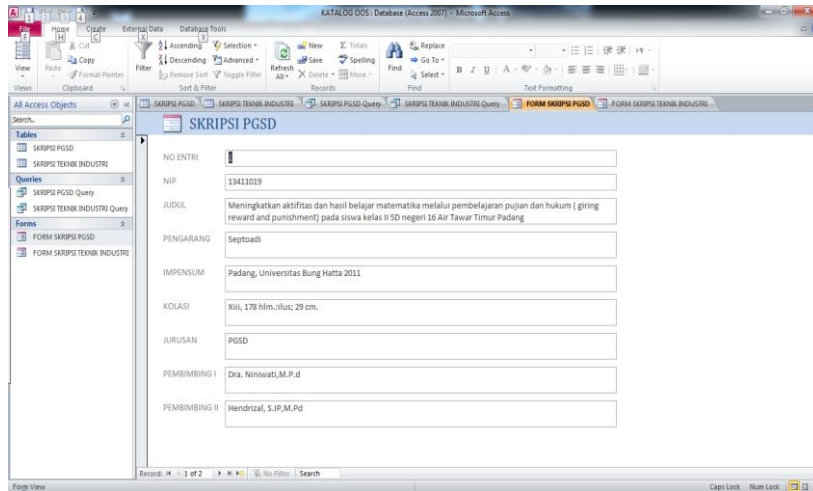 KATALOG OOS : Database (Access 2007) - Microsoft Access
File Home Create External Data Database Tools
F H C X Y
1 3 4
View
Views
Paste
Cut
Copy
Format Painter
Clipboard
Filter
Ascending
Descending
Remove Sort
Selection
Advanced
Toggle Filter
Sort & Filter
Refresh All
New
Save
Delete
Totals
Spelling
More
Records
Find
Replace
Go To
Select
Find
B I U A
Text Formatting
All Access Objects
Search..
Tables
SKRIPSI PGSD
SKRIPSI TEKNIK INDUSTRI
Queries
SKRIPSI PGSD Query
SKRIPSI TEKNIK INDUSTRI Query
Forms
FORM SKRIPSI PGSD
FORM SKRIPSI TEKNIK INDUSTRI
SKRIPSI PGSD SKRIPSI TEKNIK INDUSTRI SKRIPSI PGSD Query SKRIPSI TEKNIK INDUSTRI Query FORM SKRIPSI PGSD FORM SKRIPSI TEKNIK INDUSTRI
SKRIPSI PGSD
NO ENTRI
NIP 13411019
JUDUL Meningkatkan aktifitas dan hasil belajar matematika melalui pembelajaran pujian dan hukum ( giring
reward and punishment) pada siswa kelas II SD negeri 16 Air Tawar Timur Padang
PENGARANG Septoadi
IMPENSUM Padang, Universitas Bung Hatta 2011
KOLASI Xiii, 178 hlm.:ilus; 29 cm.
JURUSAN PGSD
PEMBIMBING I Dra. Niniwati,M.P.d
PEMBIMBING II Hendrizal, S.IP,M.Pd
Record: 1 of 2 No Filter Search
Form View Caps Lock Num Lock